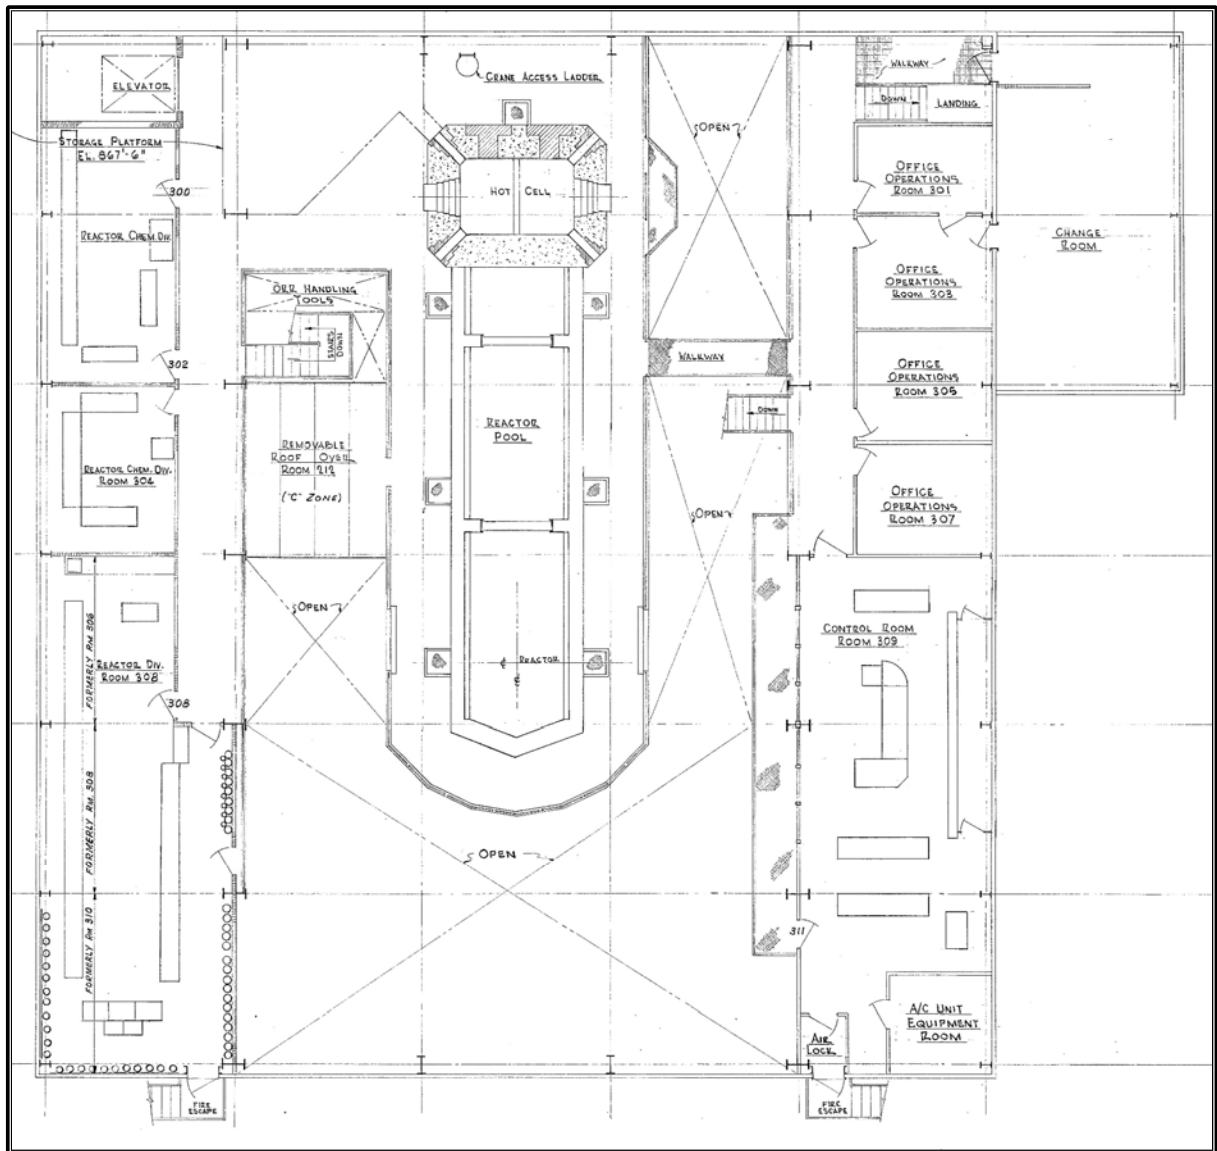 ELEVATOR
STORAGE PLATFORM
EL. 867'-6"
300
REACTOR CHEM. DIV.
302
REACTOR CHEM. DIV.
ROOM 304
FORMERLY RM 306
REACTOR DIV.
ROOM 308
308
FORMERLY RM. 308
FORMERLY RM 310
FIRE
ESCAPE
CRANE ACCESS LADDER
HOT CELL
ORR HANDLING
TOOLS
STAIRS
DOWN
REMOVABLE
ROOF OVER
ROOM 212
("C" ZONE)
OPEN
REACTOR
POOL
REACTOR
OPEN
OPEN
WALKWAY
DOWN
OPEN
WALKWAY
DOWN
LANDING
OFFICE
OPERATIONS
ROOM 301
OFFICE
OPERATIONS
ROOM 303
OFFICE
OPERATIONS
ROOM 305
OFFICE
OPERATIONS
ROOM 307
CHANGE
ROOM
CONTROL ROOM
ROOM 309
311
A/C UNIT
EQUIPMENT
ROOM
AIR
LOCK
FIRE
ESCAPE